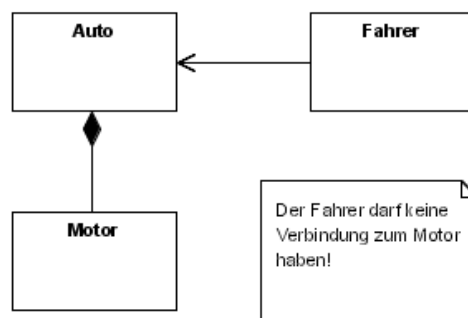 Auto
Fahrer
Motor
Der Fahrer darf keine
Verbindung zum Motor
haben!